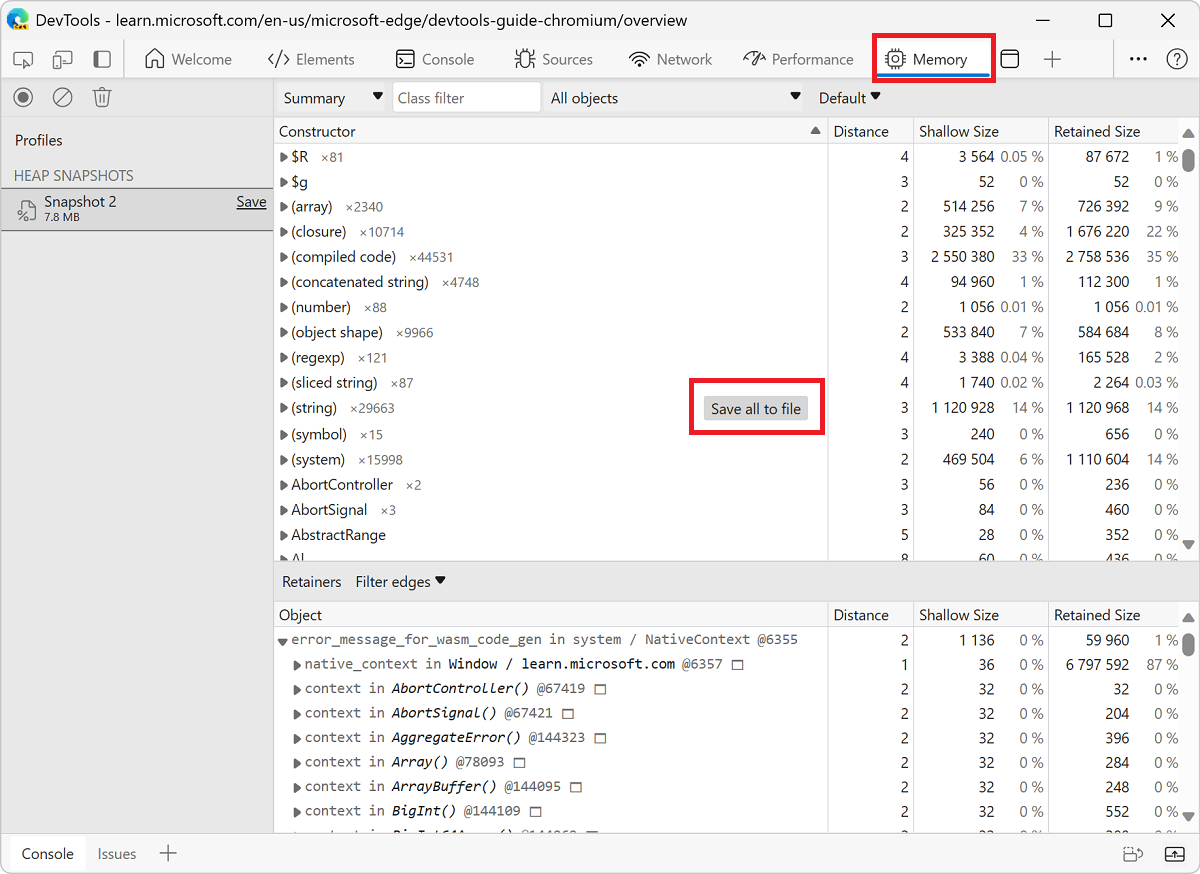 DevTools - learn.microsoft.com/en-us/microsoft-edge/devtools-guide-chromium/overview
Welcome Elements Console Sources Network Performance Memory
Summary Class filter All objects Default
Profiles
HEAP SNAPSHOTS
Snapshot 2 Save
7.8 MB
Constructor Distance Shallow Size Retained Size
$R ×81 4 3 564 0.05 % 87 672 1 %
$g 3 52 0 % 52 0 %
(array) ×2340 2 514 256 7 % 726 392 9 %
(closure) ×10714 2 325 352 4 % 1 676 220 22 %
(compiled code) ×44531 3 2 550 380 33 % 2 758 536 35 %
(concatenated string) ×4748 4 94 960 1 % 112 300 1 %
(number) ×88 2 1 056 0.01 % 1 056 0.01 %
(object shape) ×9966 2 533 840 7 % 584 684 8 %
(regexp) ×121 4 3 388 0.04 % 165 528 2 %
(sliced string) ×87 4 1 740 0.02 % 2 264 0.03 %
(string) ×29663 Save all to file 3 1 120 928 14 % 1 120 968 14 %
(symbol) ×15 3 240 0 % 656 0 %
(system) ×15998 2 469 504 6 % 1 110 604 14 %
AbortController ×2 3 56 0 % 236 0 %
AbortSignal ×3 3 84 0 % 460 0 %
AbstractRange 5 28 0 % 352 0 %
8 60 0 % 436 0 %
Retainers Filter edges
Object Distance Shallow Size Retained Size
error_message_for_wasm_code_gen in system / NativeContext @6355 2 1 136 0 % 59 960 1 %
native_context in Window / learn.microsoft.com @6357 1 36 0 % 6 797 592 87 %
context in AbortController() @67419 2 32 0 % 32 0 %
context in AbortSignal() @67421 2 32 0 % 204 0 %
context in AggregateError() @144323 2 32 0 % 396 0 %
context in Array() @78093 2 32 0 % 284 0 %
context in ArrayBuffer() @144095 2 32 0 % 248 0 %
context in BigInt() @144109 2 32 0 % 552 0 %
Console Issues